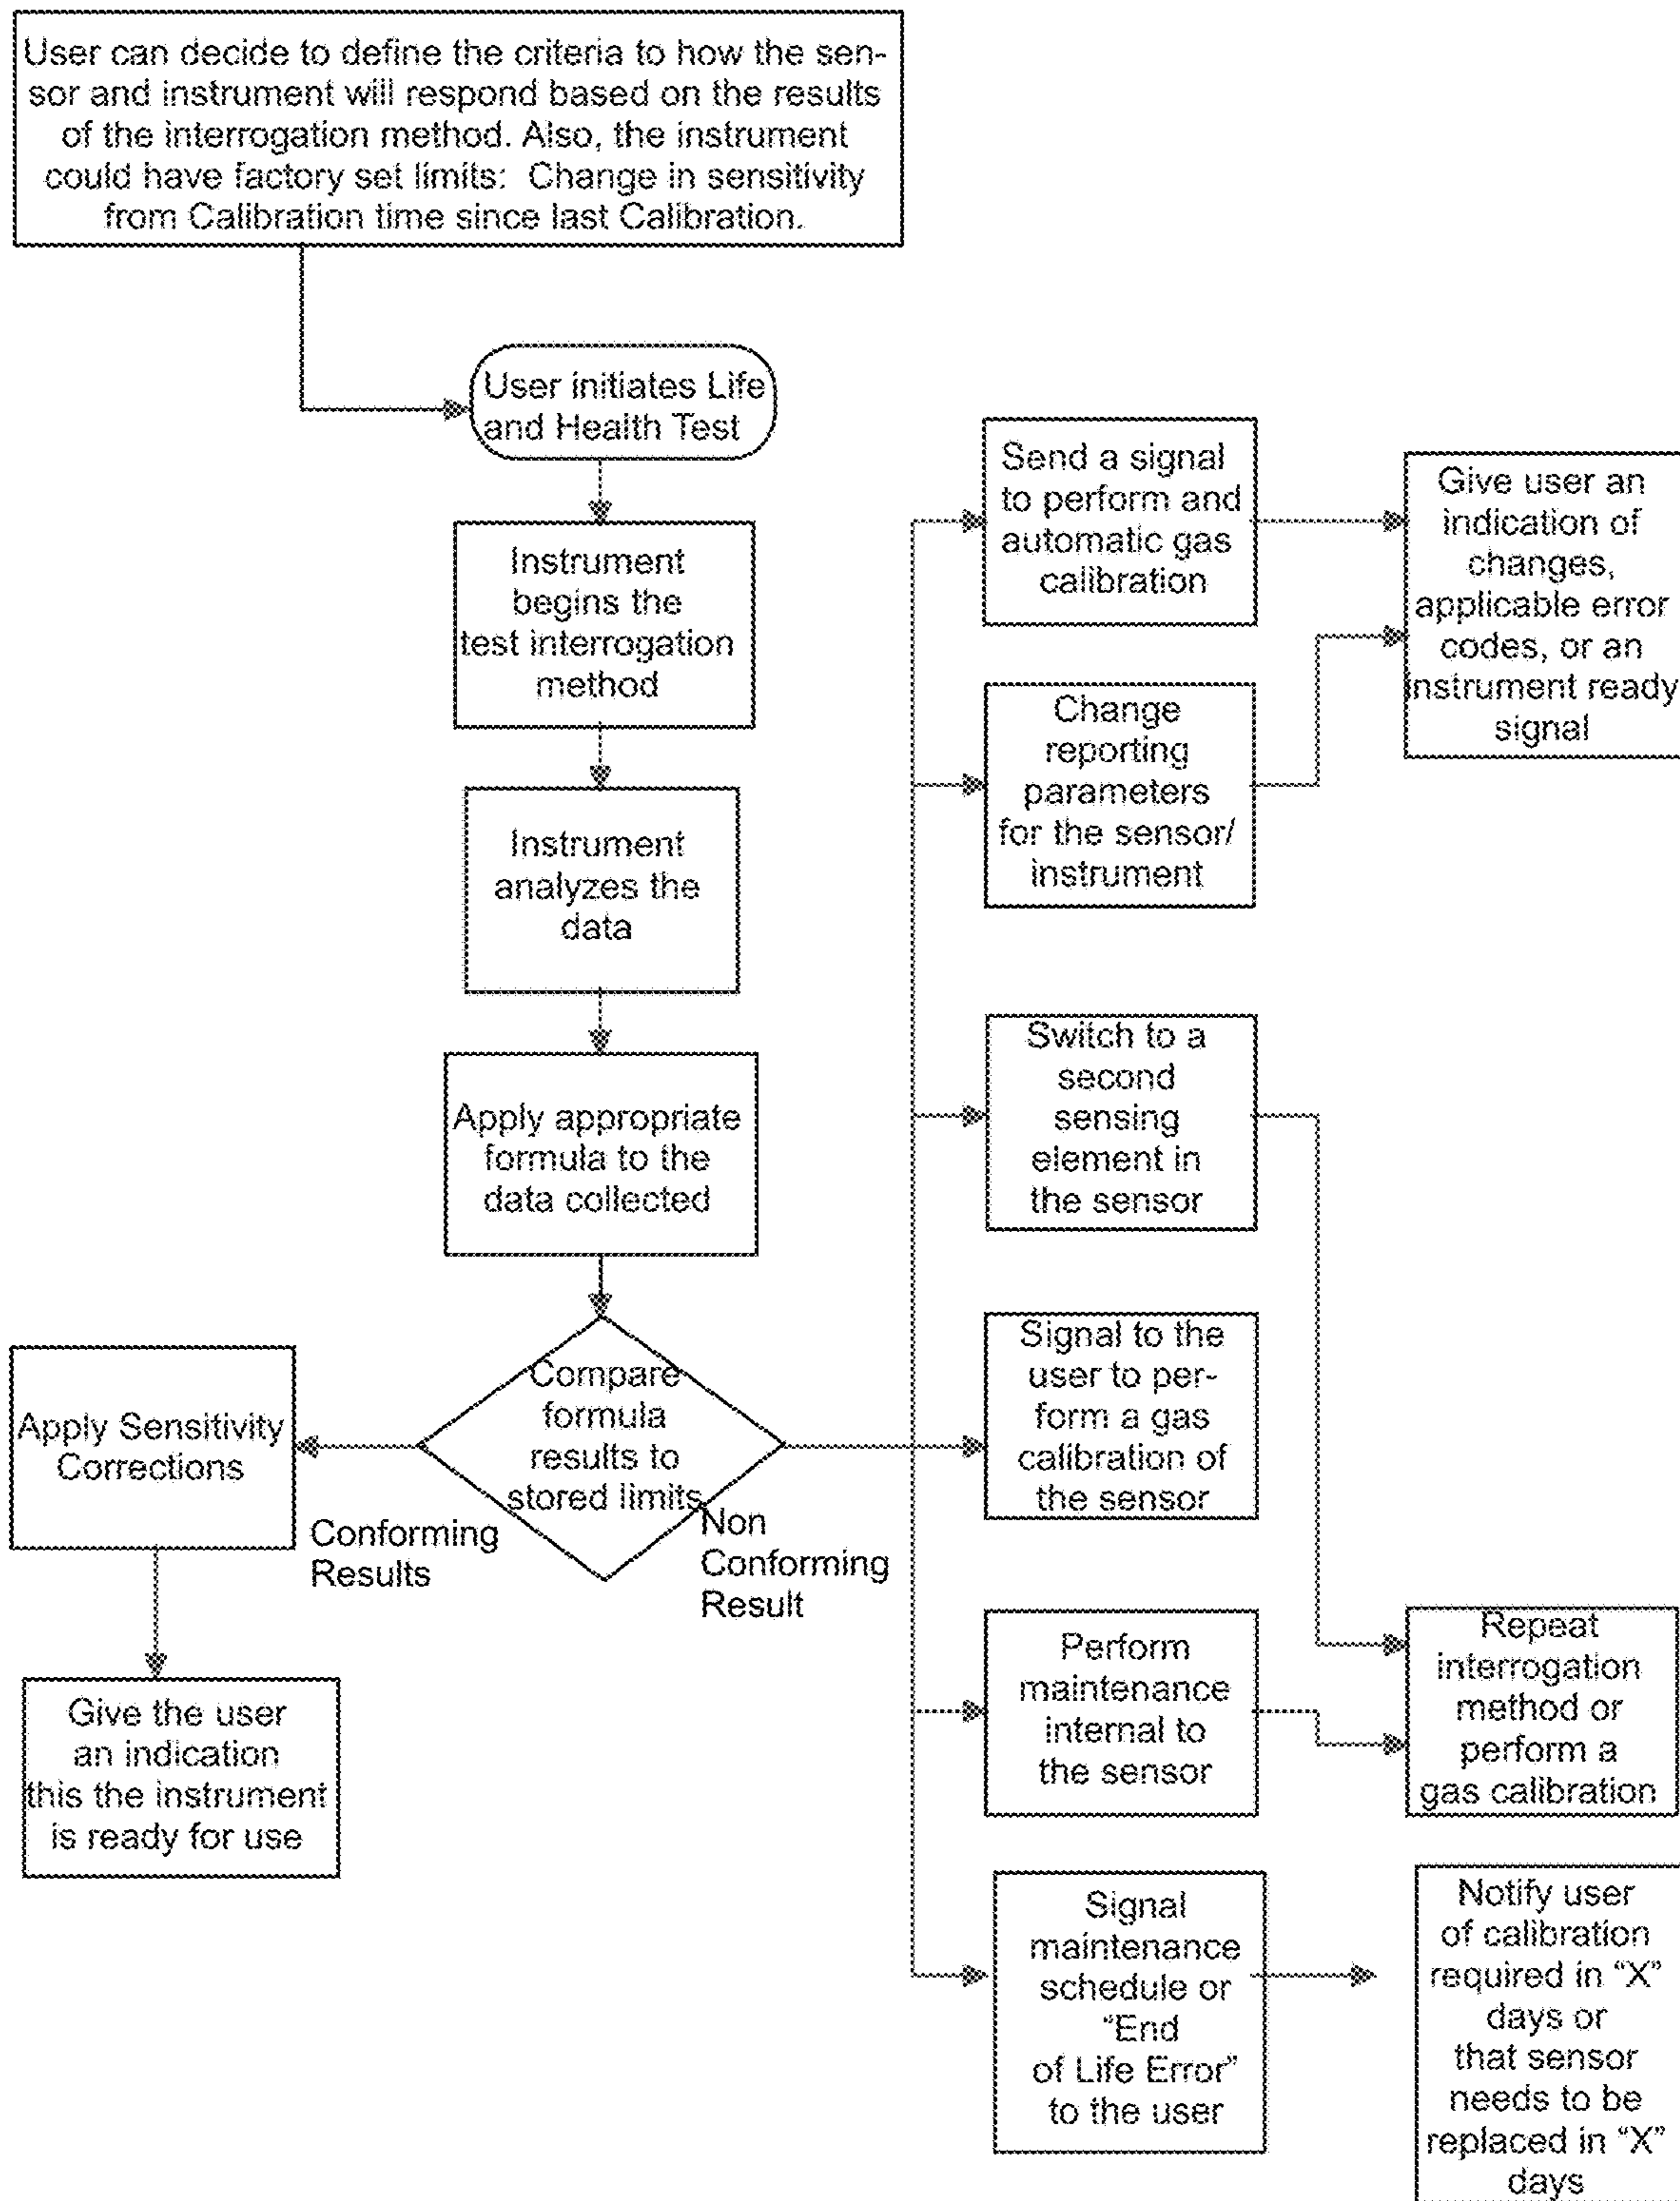 User can decide to define the criteria to how the sen-
sor and instrument will respond based on the results
of the interrogation method. Also, the instrument
could have factory set limits: Change in sensitivity
from Calibration time since last Calibration.
User initiates Life
and Health Test
Instrument
begins the
test interrogation
method
Instrument
analyzes the
data
Apply appropriate
formula to the
data collected
Compare
formula
results to
stored limits
Conforming
Results
Non
Conforming
Result
Apply Sensitivity
Corrections
Give the user
an indication
this the instrument
is ready for use
Send a signal
to perform and
automatic gas
calibration
Change
reporting
parameters
for the sensor/
instrument
Give user an
indication of
changes,
applicable error
codes, or an
instrument ready
signal
Switch to a
second
sensing
element in
the sensor
Signal to the
user to per-
form a gas
calibration of
the sensor
Perform
maintenance
internal to
the sensor
Repeat
interrogation
method or
perform a
gas calibration
Signal
maintenance
schedule or
“End
of Life Error”
to the user
Notify user
of calibration
required in “X”
days or
that sensor
needs to be
replaced in “X”
days